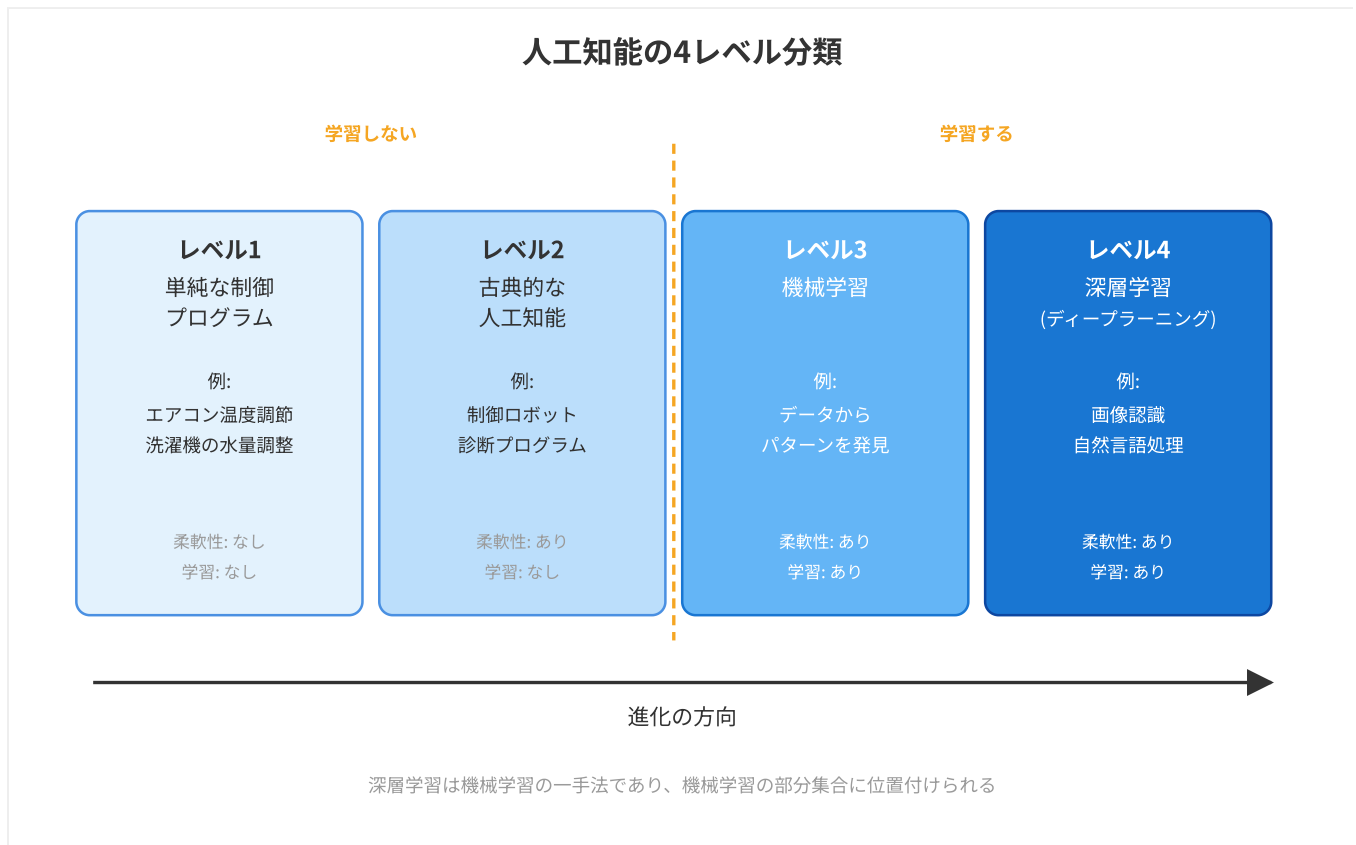 人工知能の4レベル分類
学習しない
学習する
レベル1
単純な制御
プログラム
例:
エアコン温度調節
洗濯機の水量調整
柔軟性: なし
学習: なし
レベル2
古典的な
人工知能
例:
制御ロボット
診断プログラム
柔軟性: あり
学習: なし
レベル3
機械学習
例:
データから
パターンを発見
柔軟性: あり
学習: あり
レベル4
深層学習
(ディープラーニング)
例:
画像認識
自然言語処理
柔軟性: あり
学習: あり
進化の方向
深層学習は機械学習の一手法であり、機械学習の部分集合に位置付けられる